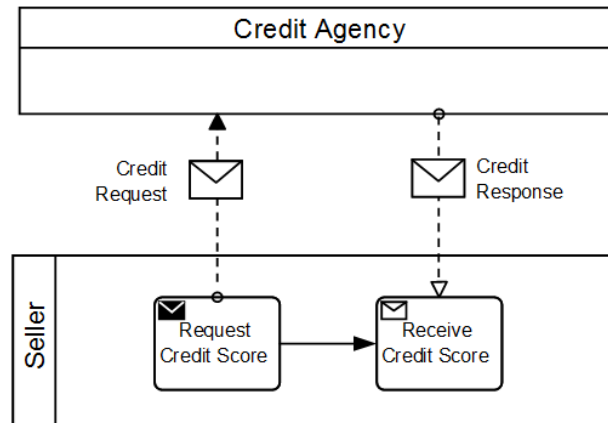 Credit Agency
Credit
Request
Credit
Response
Seller
Request
Credit Score
Receive
Credit Score